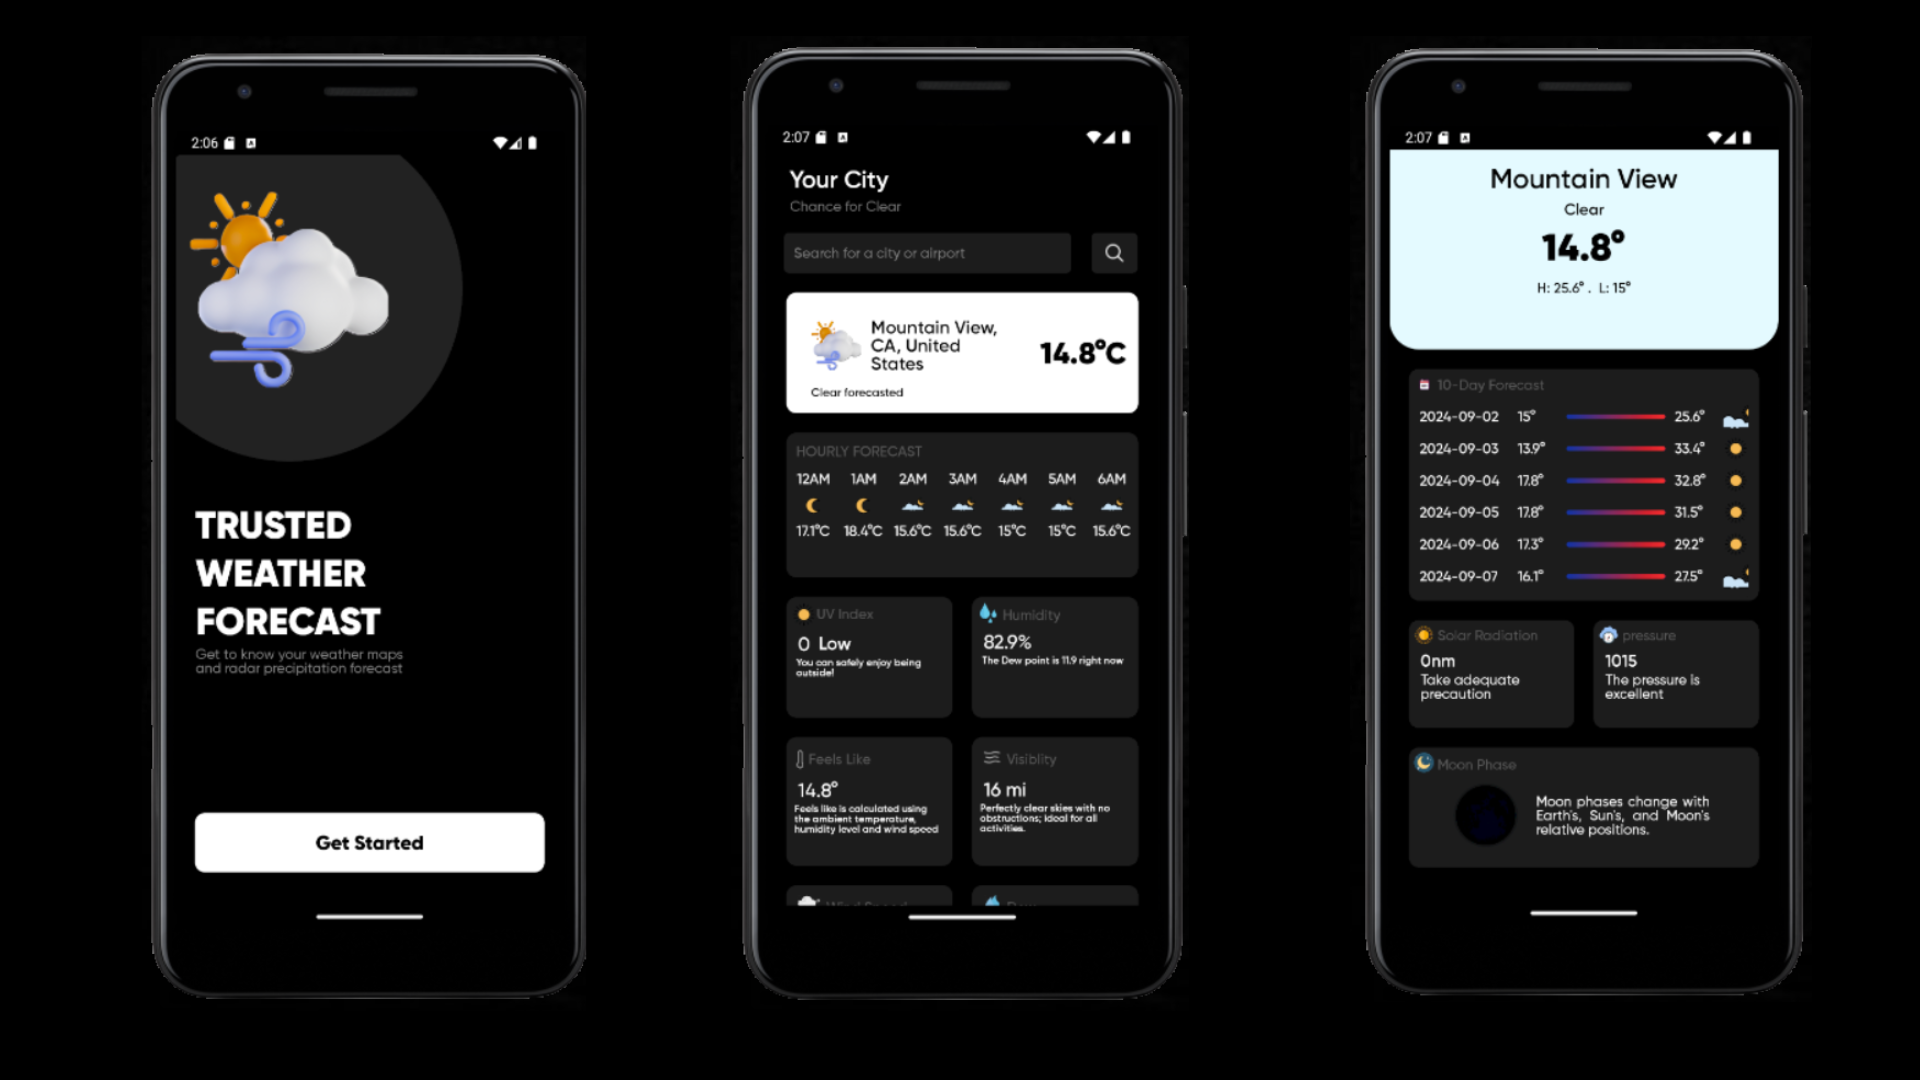 2:06
TRUSTED
WEATHER
FORECAST
Get to know your weather maps
and radar precipitation forecast
Get Started
2:07
Your City
Chance for Clear
Search for a city or airport
Mountain View,
CA, United
States
14.8°C
Clear forecasted
HOURLY FORECAST
12AM 1AM 2AM 3AM 4AM 5AM 6AM
17.1°C 18.4°C 15.6°C 15.6°C 15°C 15°C 15.6°C
UV Index
0 Low
You can safely enjoy being
outside!
Humidity
82.9%
The Dew point is 11.9 right now
Feels Like
14.8°
Feels like is calculated using
the ambient temperature,
humidity level and wind speed
Visiblity
16 mi
Perfectly clear skies with no
obstructions; ideal for all
activities.
Wind Speed
Dew
2:07
Mountain View
Clear
14.8°
H: 25.6° . L: 15°
10-Day Forecast
2024-09-02 15° 25.6°
2024-09-03 13.9° 33.4°
2024-09-04 17.8° 32.8°
2024-09-05 17.8° 31.5°
2024-09-06 17.3° 29.2°
2024-09-07 16.1° 27.5°
Solar Radiation
0nm
Take adequate
precaution
pressure
1015
The pressure is
excellent
Moon Phase
Moon phases change with
Earth's, Sun's, and Moon's
relative positions.